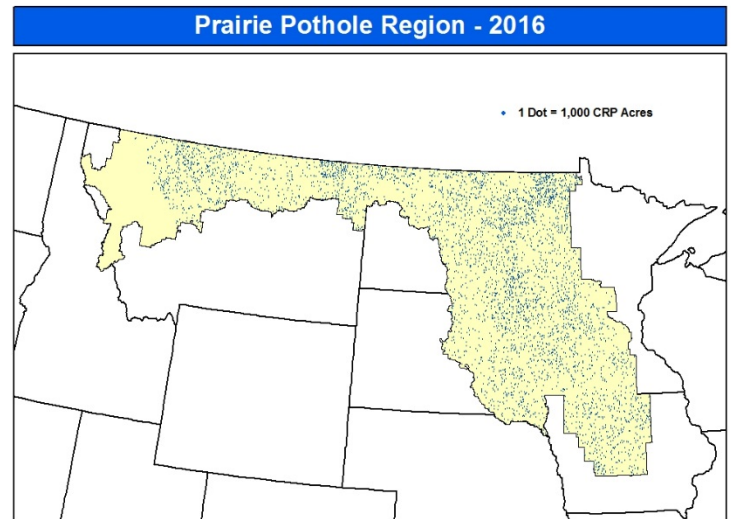 Prairie Pothole Region - 2016
1 Dot = 1,000 CRP Acres